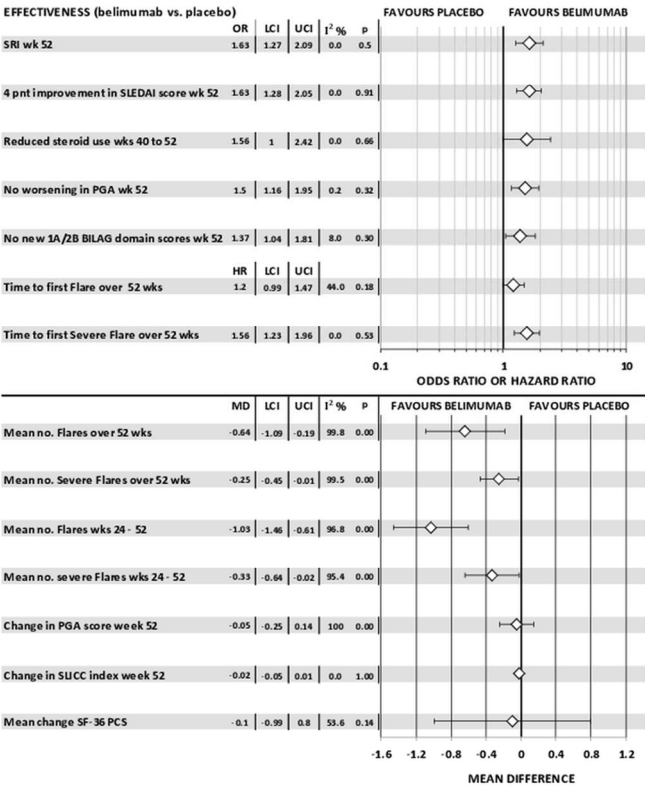 EFFECTIVENESS (belimumab vs. placebo) FAVOURS PLACEBO FAVOURS BELIMUMAB
OR LCI UCI I² % p
SRI wk 52 1.63 1.27 2.09 0.0 0.5
4 pnt improvement in SLEDAI score wk 52 1.63 1.28 2.05 0.0 0.91
Reduced steroid use wks 40 to 52 1.56 1 2.42 0.0 0.66
No worsening in PGA wk 52 1.5 1.16 1.95 0.2 0.32
No new 1A/2B BILAG domain scores wk 52 1.37 1.04 1.81 8.0 0.30
HR LCI UCI
Time to first Flare over 52 wks 1.2 0.99 1.47 44.0 0.18
Time to first Severe Flare over 52 wks 1.56 1.23 1.96 0.0 0.53
0.1 1 10
ODDS RATIO OR HAZARD RATIO
MD LCI UCI I² % p FAVOURS BELIMUMAB FAVOURS PLACEBO
Mean no. Flares over 52 wks -0.64 -1.09 -0.19 99.8 0.00
Mean no. Severe Flares over 52 wks -0.25 -0.45 -0.01 99.5 0.00
Mean no. Flares wks 24 - 52 -1.03 -1.46 -0.61 96.8 0.00
Mean no. severe Flares wks 24 - 52 -0.33 -0.64 -0.02 95.4 0.00
Change in PGA score week 52 -0.05 -0.25 0.14 100 0.00
Change in SLICC index week 52 -0.02 -0.05 0.01 0.0 1.00
Mean change SF-36 PCS -0.1 -0.99 0.8 53.6 0.14
-1.6 -1.2 -0.8 -0.4 0 0.4 0.8 1.2
MEAN DIFFERENCE